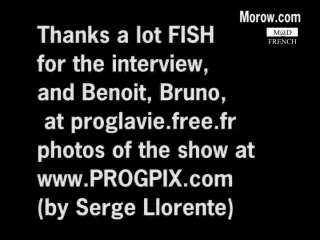 Morow.com
M@D
FRENCH
Thanks a lot FISH
for the interview,
and Benoit, Bruno,
at proglavie.free.fr
photos of the show at
www.PROGPIX.com
(by Serge Llorente)